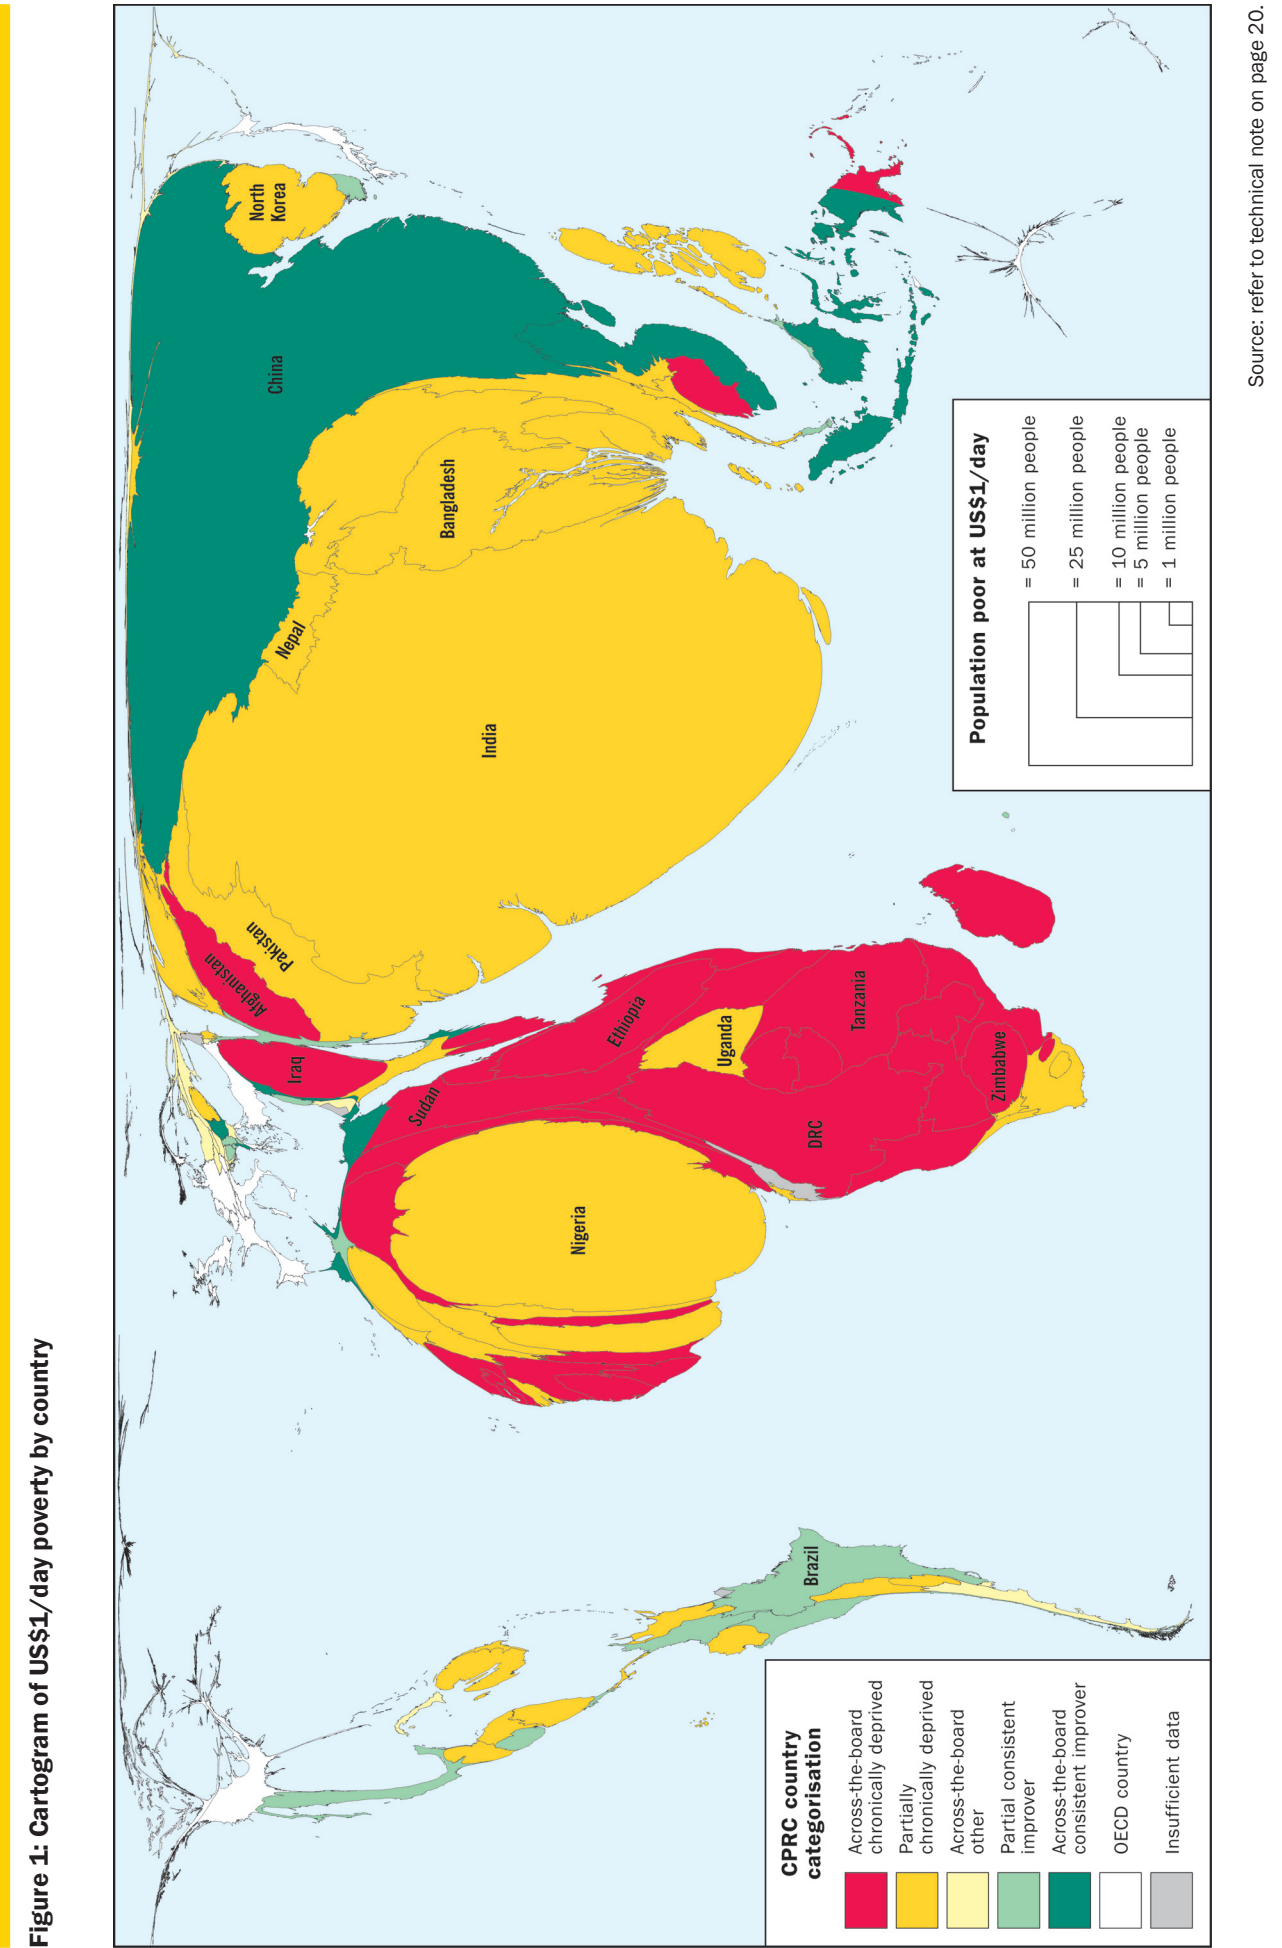 Figure 1: Cartogram of US$1/day poverty by country
North
Korea
China
Bangladesh
Nepal
India
Pakistan
Afghanistan
Iraq
Sudan
Ethiopia
Uganda
Tanzania
Zimbabwe
DRC
Nigeria
Brazil
CPRC country
categorisation
Across-the-board
chronically deprived
Partially
chronically deprived
Across-the-board
other
Partial consistent
improver
Across-the-board
consistent improver
OECD country
Insufficient data
Population poor at US$1/day
= 50 million people
= 25 million people
= 10 million people
= 5 million people
= 1 million people
Source: refer to technical note on page 20.